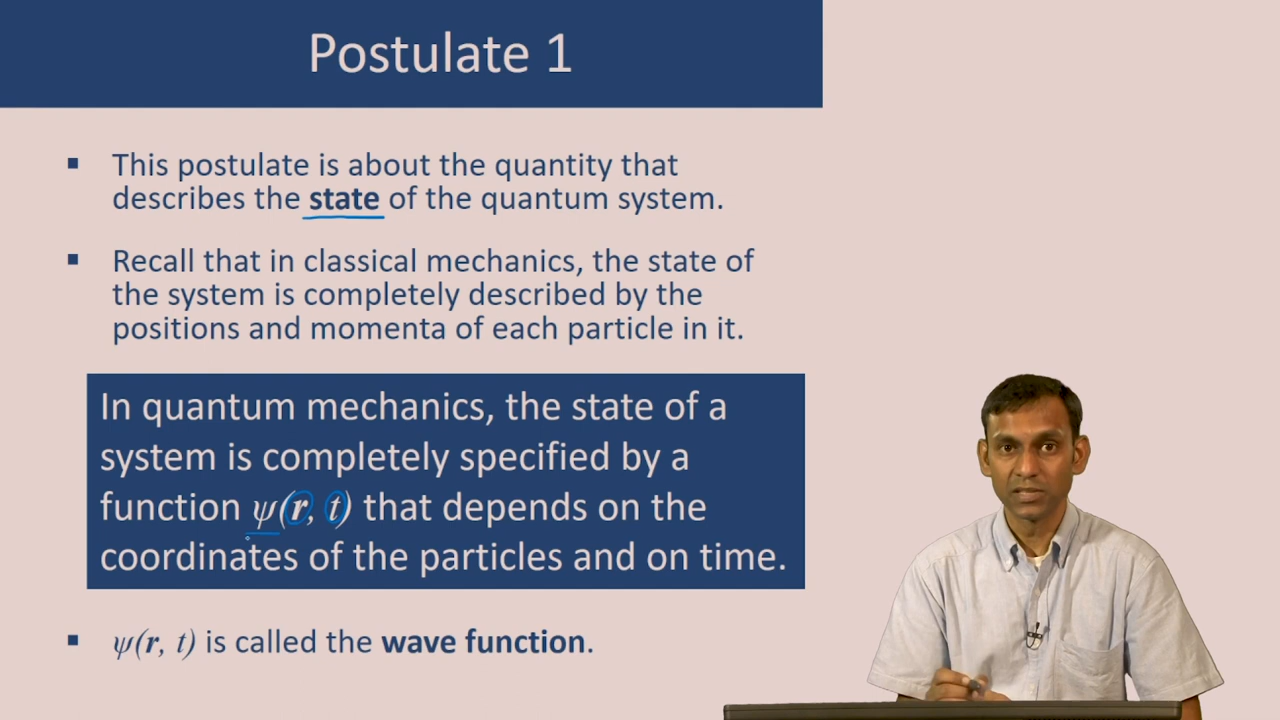 Postulate 1
▪ This postulate is about the quantity that
describes the state of the quantum system.
▪ Recall that in classical mechanics, the state of
the system is completely described by the
positions and momenta of each particle in it.
In quantum mechanics, the state of a
system is completely specified by a
function ψ(r, t) that depends on the
coordinates of the particles and on time.
▪ ψ(r, t) is called the wave function.